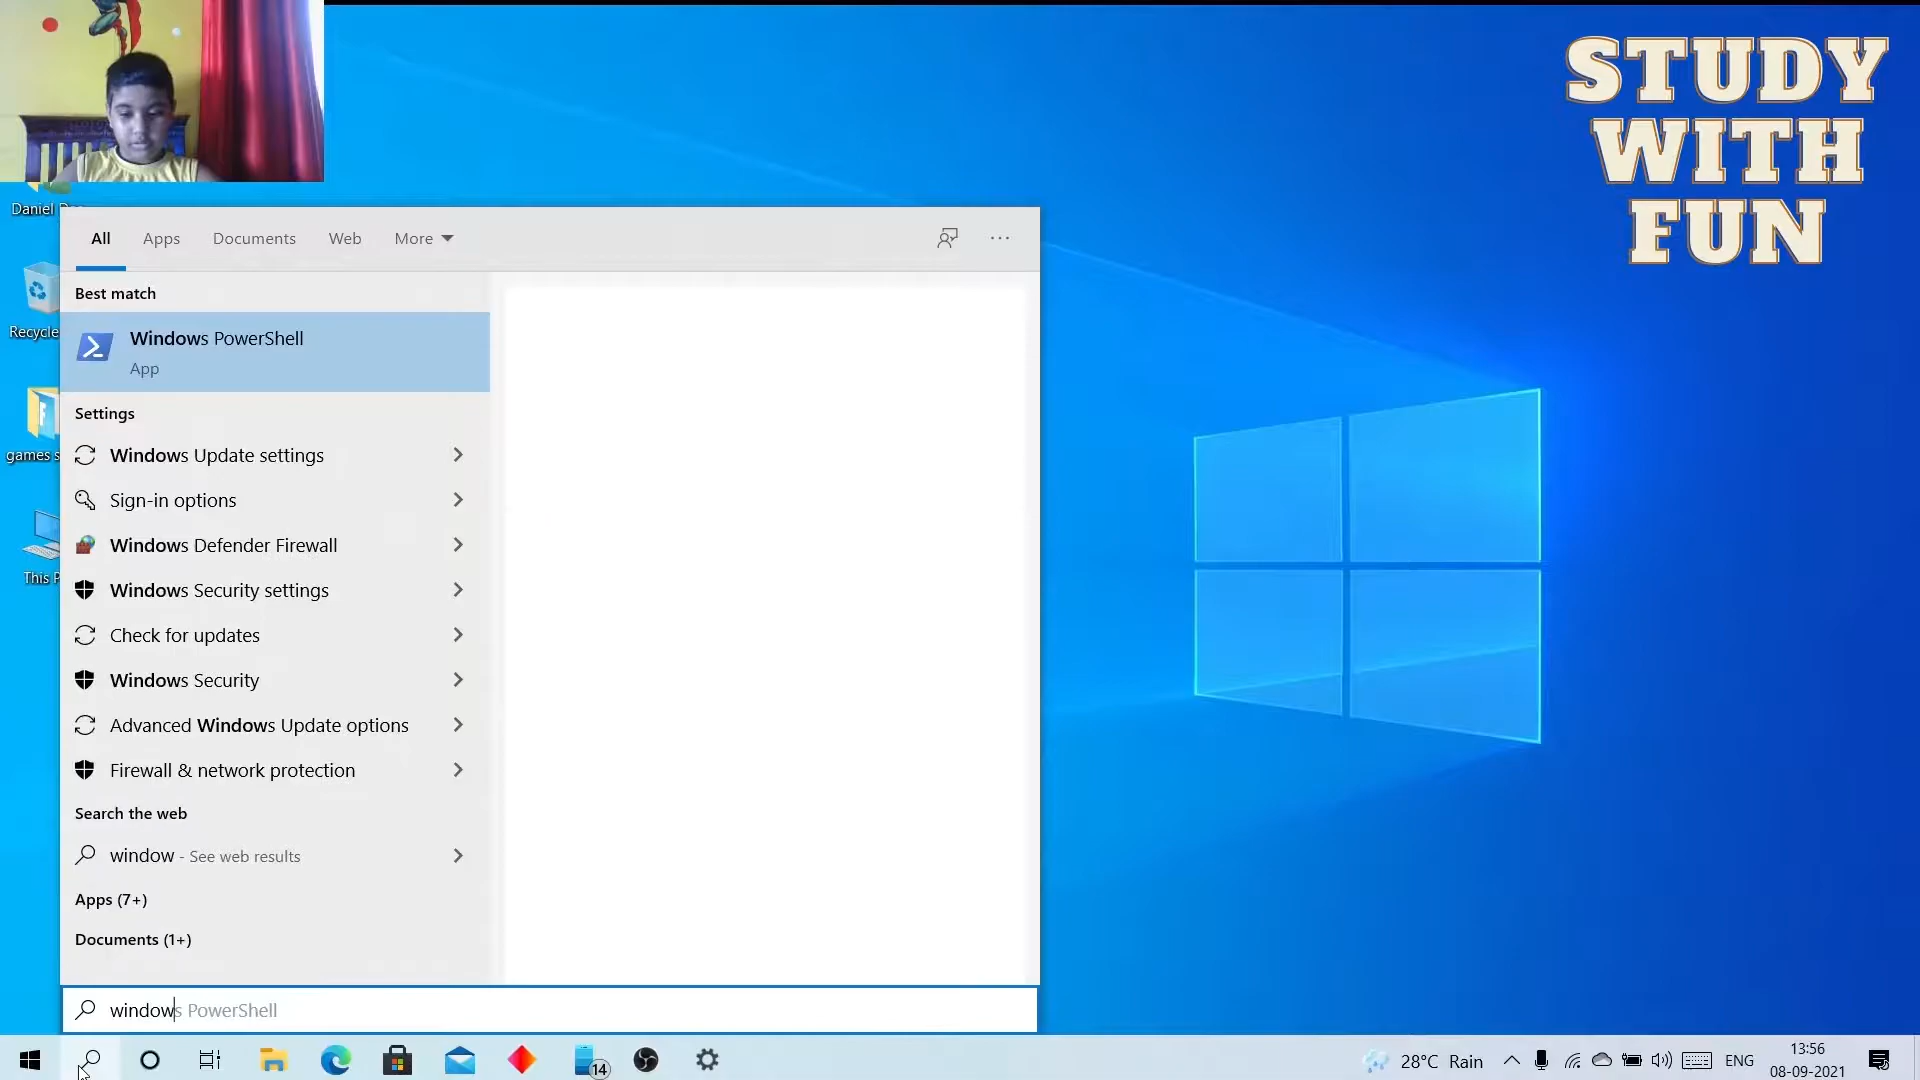 STUDY
WITH
FUN
Daniel
Recycle
games s
This P
All Apps Documents Web More
Best match
Windows PowerShell
App
Settings
Windows Update settings
Sign-in options
Windows Defender Firewall
Windows Security settings
Check for updates
Windows Security
Advanced Windows Update options
Firewall & network protection
Search the web
window - See web results
Apps (7+)
Documents (1+)
windows PowerShell
14
28°C Rain
ENG
13:56
08-09-2021